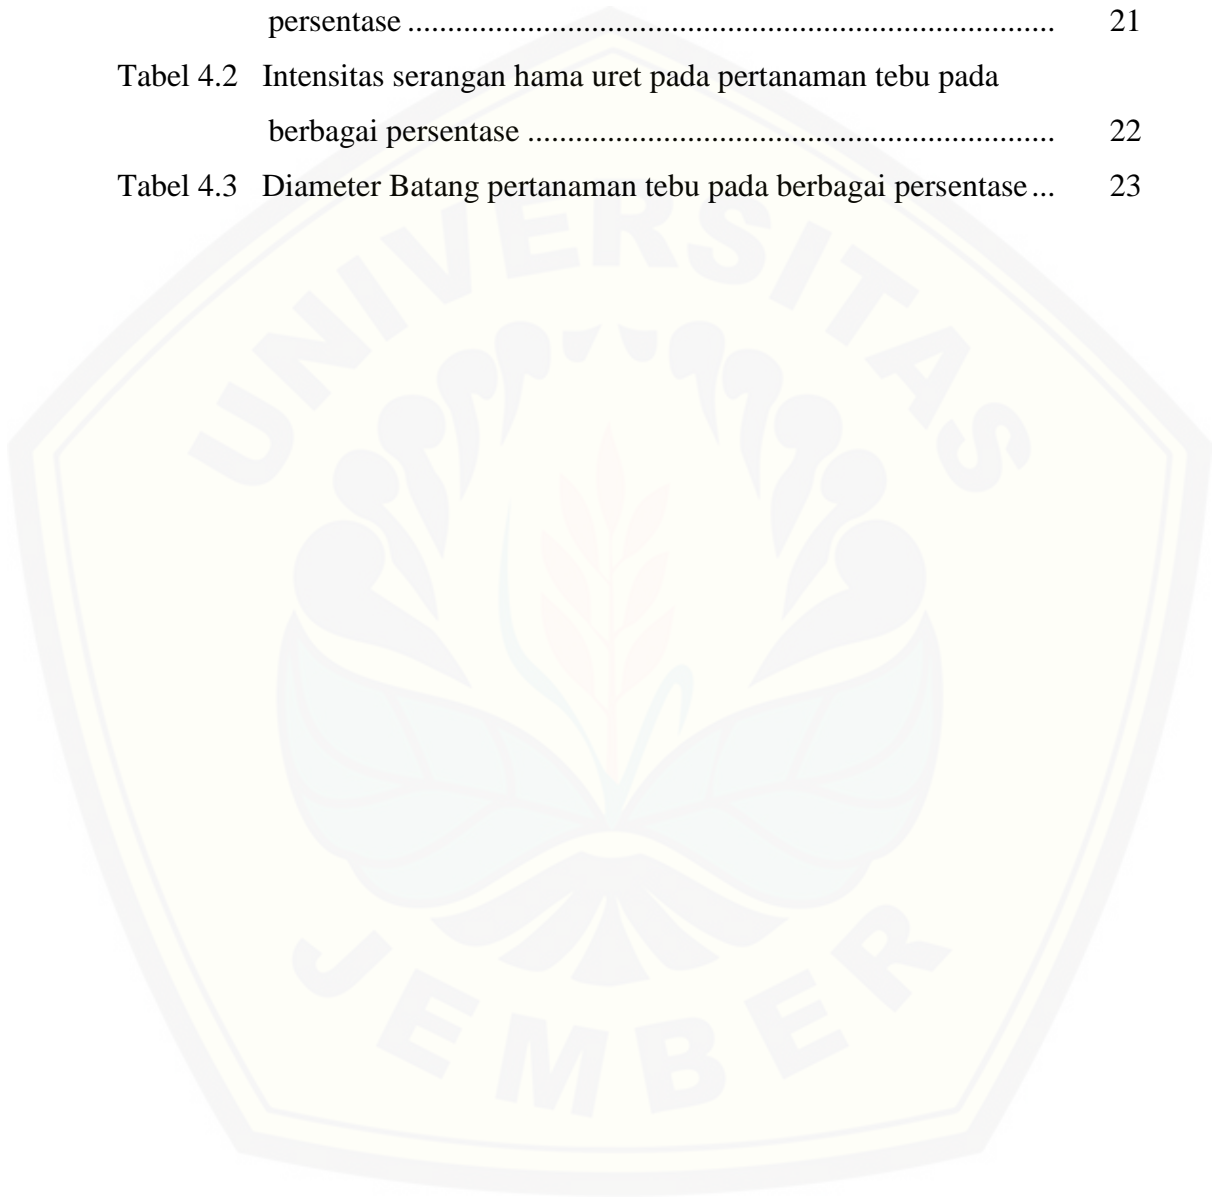 persentase ................................................................................. 21
Tabel 4.2 Intensitas serangan hama uret pada pertanaman tebu pada
berbagai persentase .................................................................. 22
Tabel 4.3 Diameter Batang pertanaman tebu pada berbagai persentase ... 23
UNIVERSITAS
JEMBER